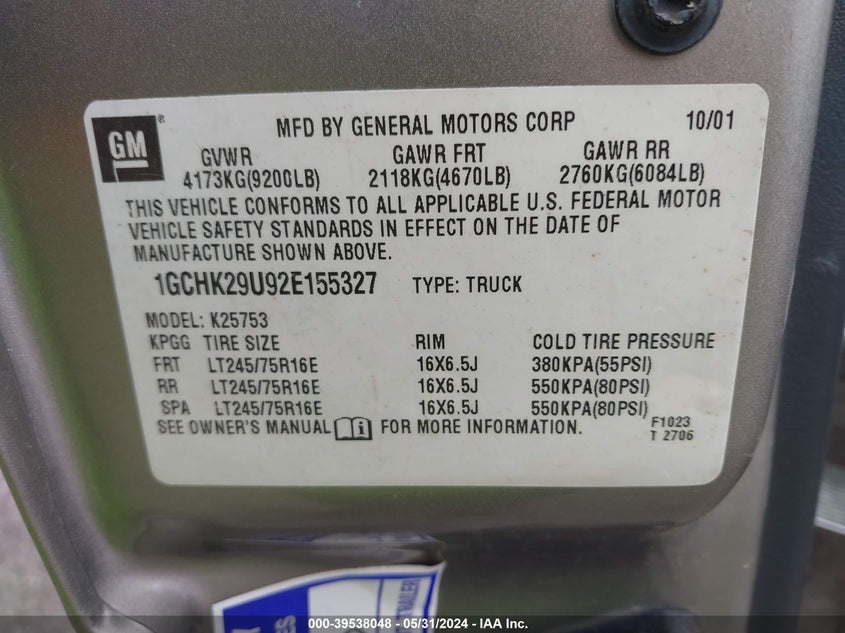 GM
®
MFD BY GENERAL MOTORS CORP 10/01
GVWR GAWR FRT GAWR RR
4173KG(9200LB) 2118KG(4670LB) 2760KG(6084LB)
THIS VEHICLE CONFORMS TO ALL APPLICABLE U.S. FEDERAL MOTOR
VEHICLE SAFETY STANDARDS IN EFFECT ON THE DATE OF
MANUFACTURE SHOWN ABOVE.
1GCHK29U92E155327 TYPE: TRUCK
MODEL: K25753
KPGG TIRE SIZE RIM COLD TIRE PRESSURE
FRT LT245/75R16E 16X6.5J 380KPA(55PSI)
RR LT245/75R16E 16X6.5J 550KPA(80PSI)
SPA LT245/75R16E 16X6.5J 550KPA(80PSI)
SEE OWNER'S MANUAL i FOR MORE INFORMATION.
F1023
T 2706
000-39538048 - 05/31/2024 - IAA Inc.